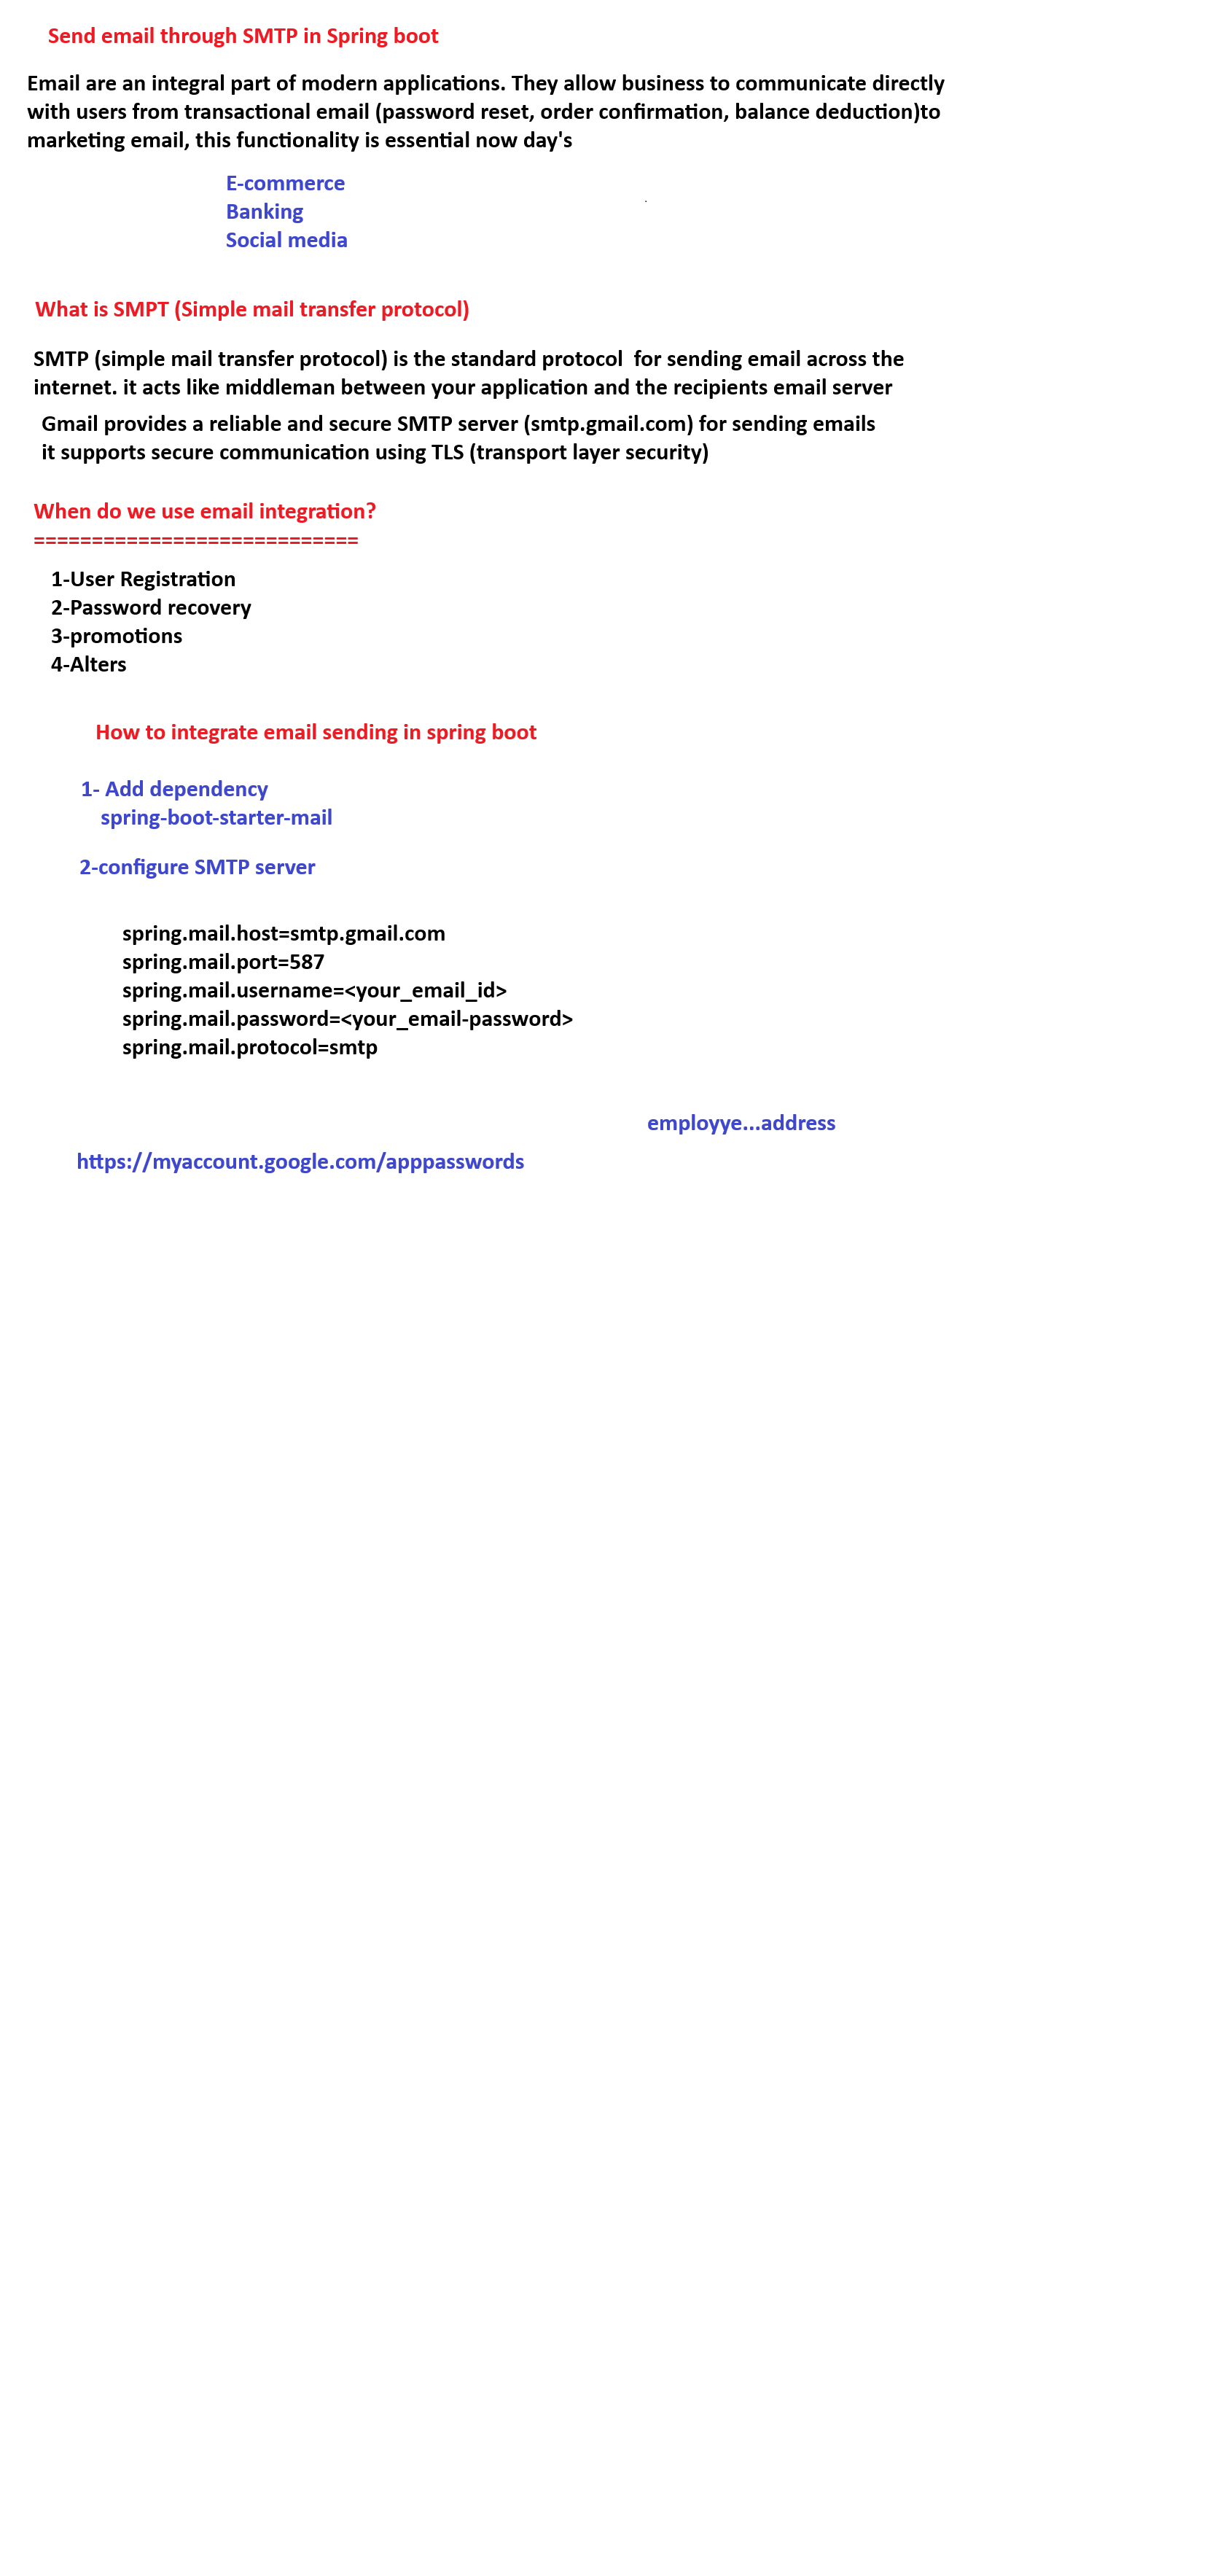 Send email through SMTP in Spring boot
Email are an integral part of modern applications. They allow business to communicate directly
with users from transactional email (password reset, order confirmation, balance deduction)to
marketing email, this functionality is essential now day's
E-commerce
Banking
Social media
What is SMPT (Simple mail transfer protocol)
SMTP (simple mail transfer protocol) is the standard protocol  for sending email across the
internet. it acts like middleman between your application and the recipients email server
Gmail provides a reliable and secure SMTP server (smtp.gmail.com) for sending emails
it supports secure communication using TLS (transport layer security)
When do we use email integration?
============================
1-User Registration
2-Password recovery
3-promotions
4-Alters
How to integrate email sending in spring boot
1- Add dependency
spring-boot-starter-mail
2-configure SMTP server
spring.mail.host=smtp.gmail.com
spring.mail.port=587
spring.mail.username=<your_email_id>
spring.mail.password=<your_email-password>
spring.mail.protocol=smtp
employye...address
https://myaccount.google.com/apppasswords